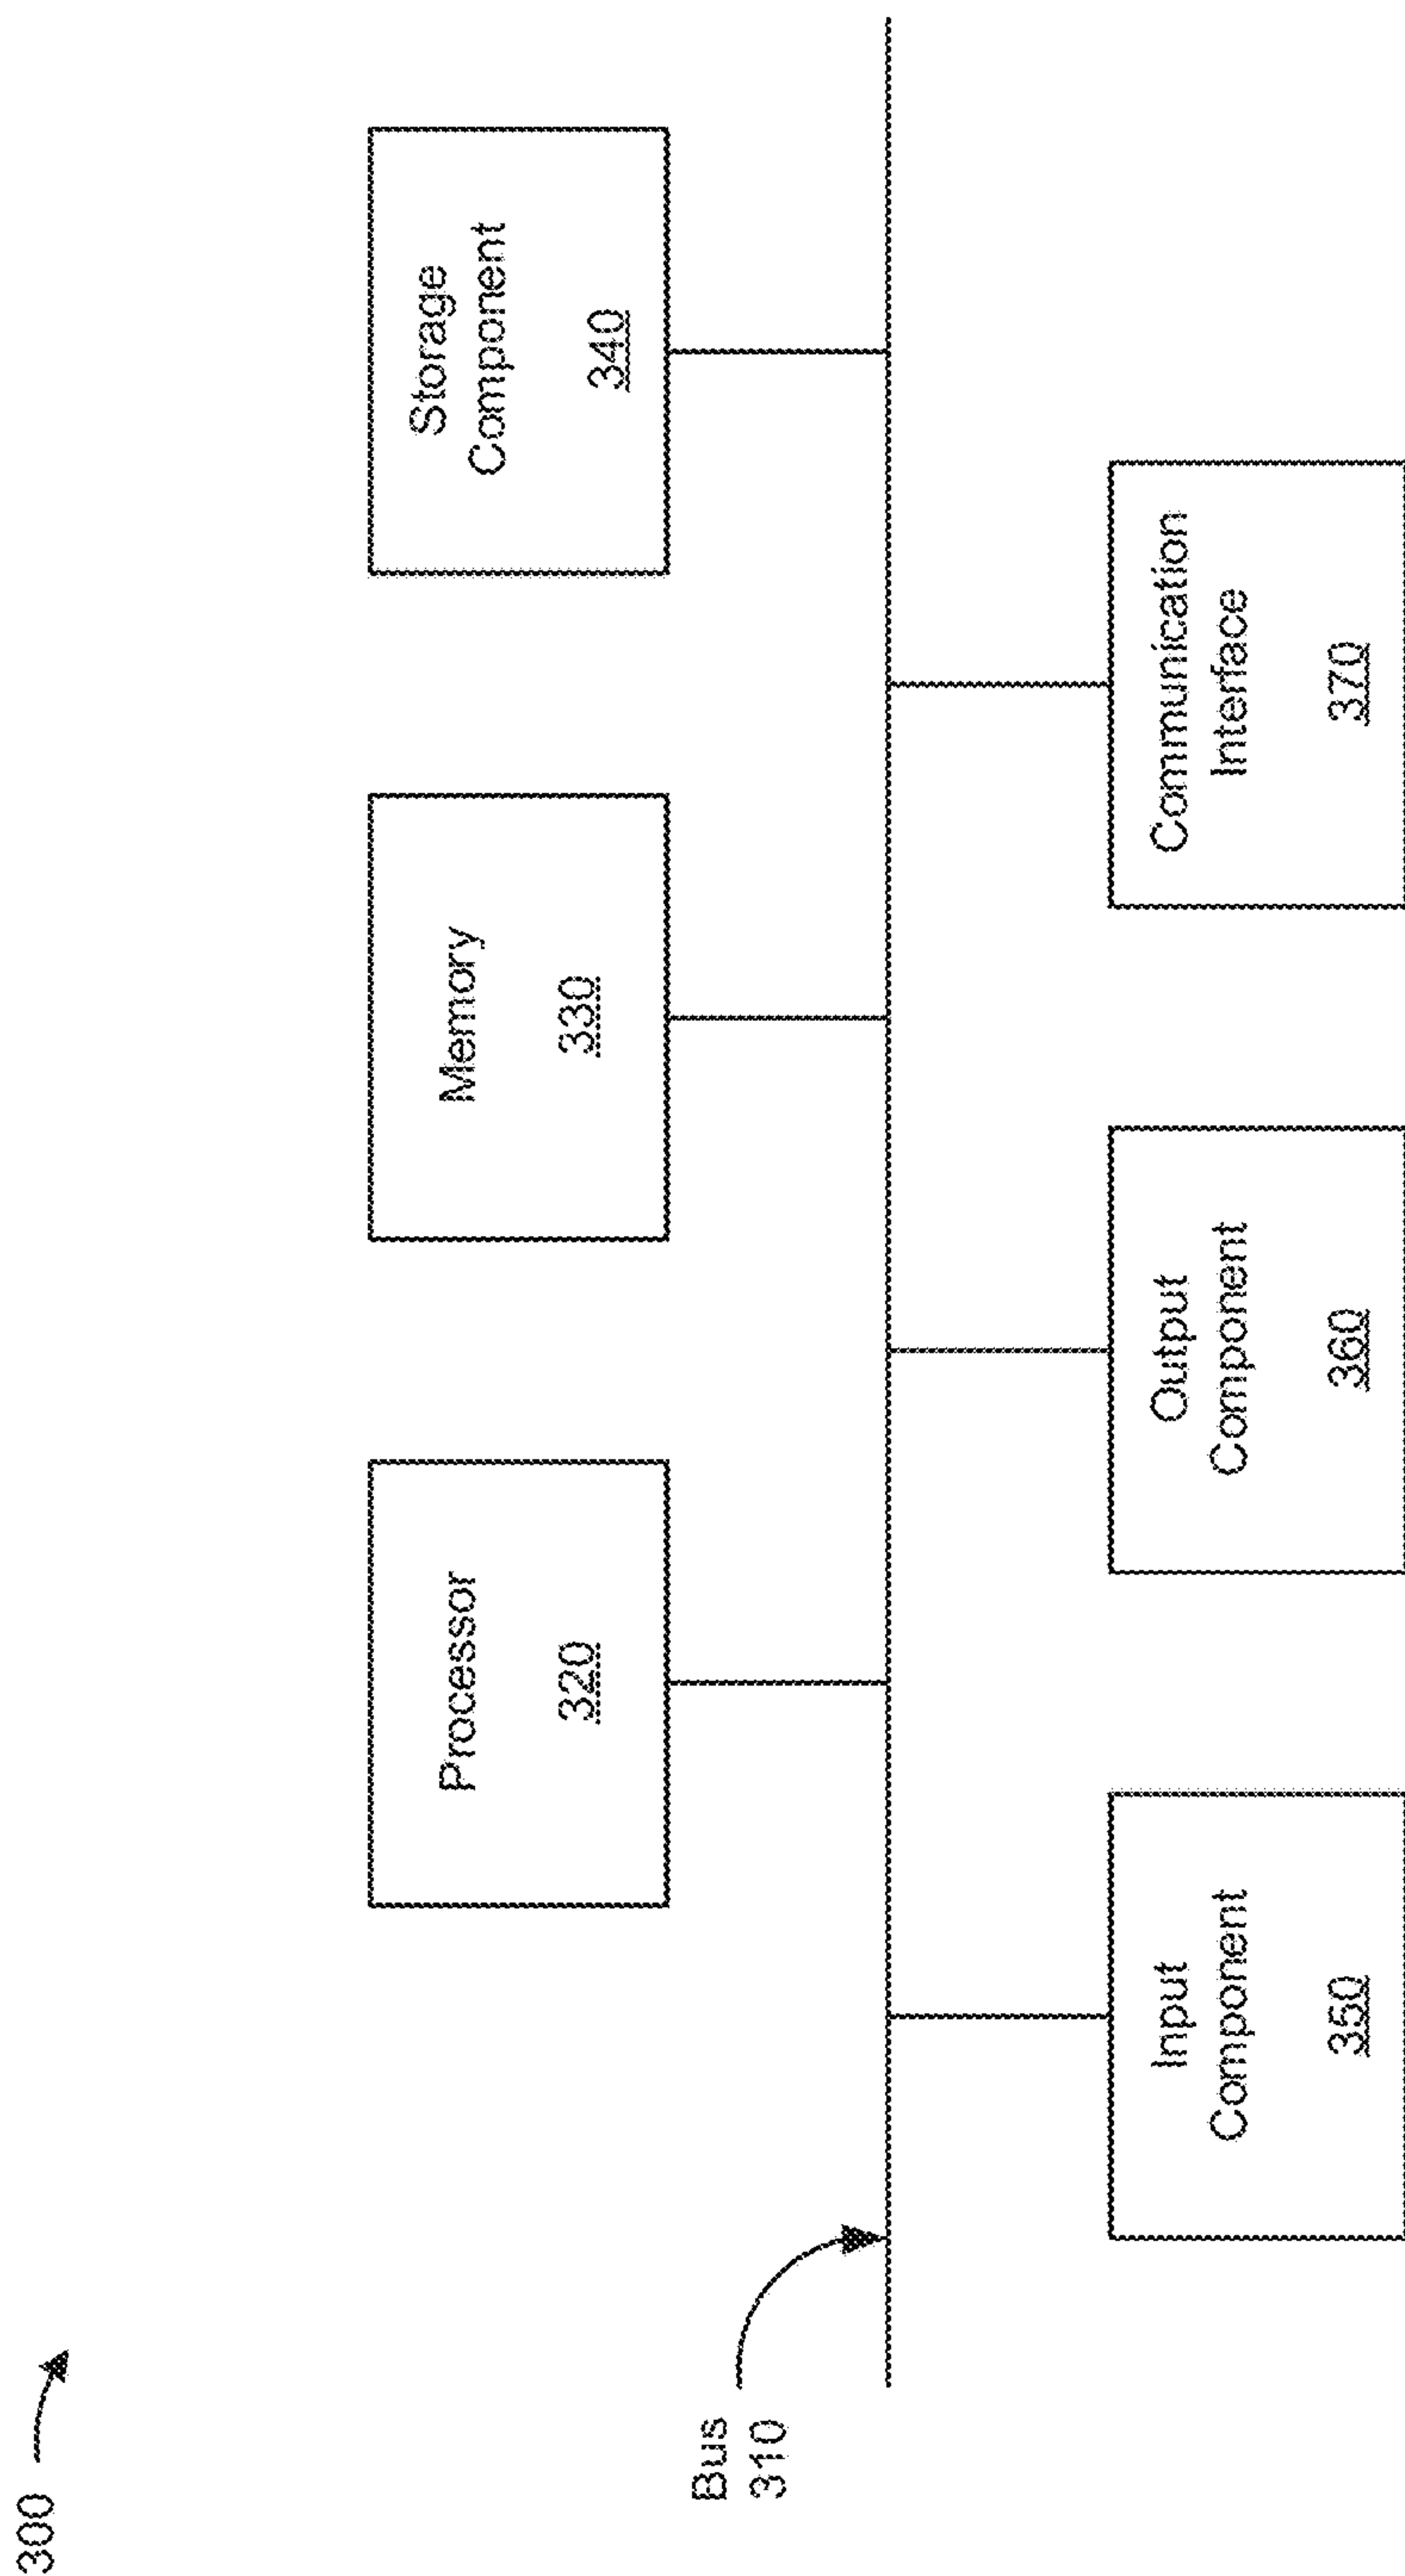 300
Bus
310
Processor
320
Memory
330
Storage
Component
340
Input
Component
350
Output
Component
360
Communication
Interface
370